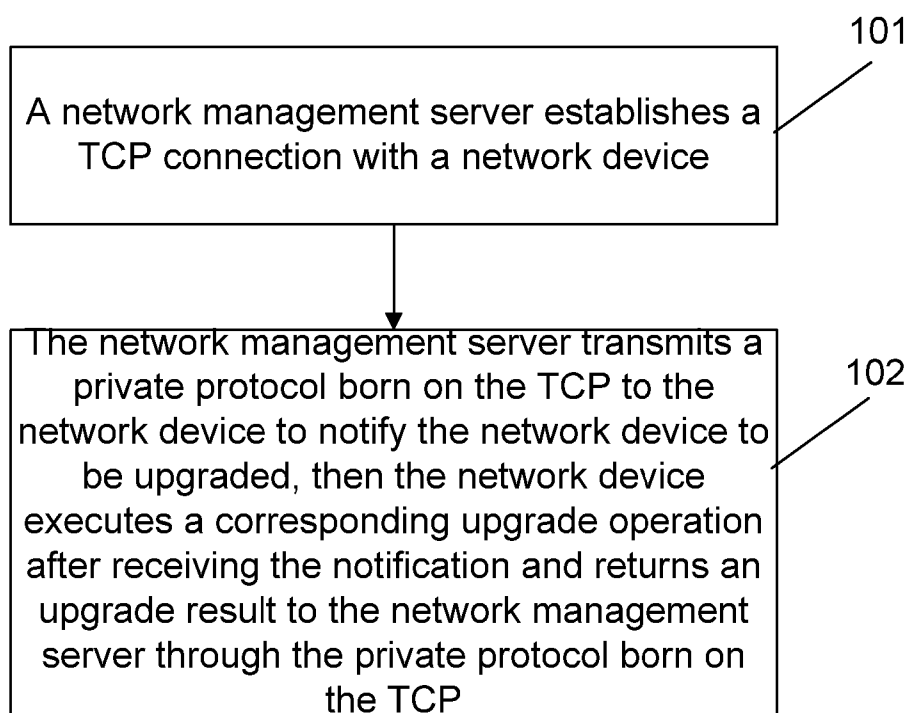 101
A network management server establishes a
TCP connection with a network device
The network management server transmits a
private protocol born on the TCP to the
network device to notify the network device to
be upgraded, then the network device
executes a corresponding upgrade operation
after receiving the notification and returns an
upgrade result to the network management
server through the private protocol born on
the TCP
102